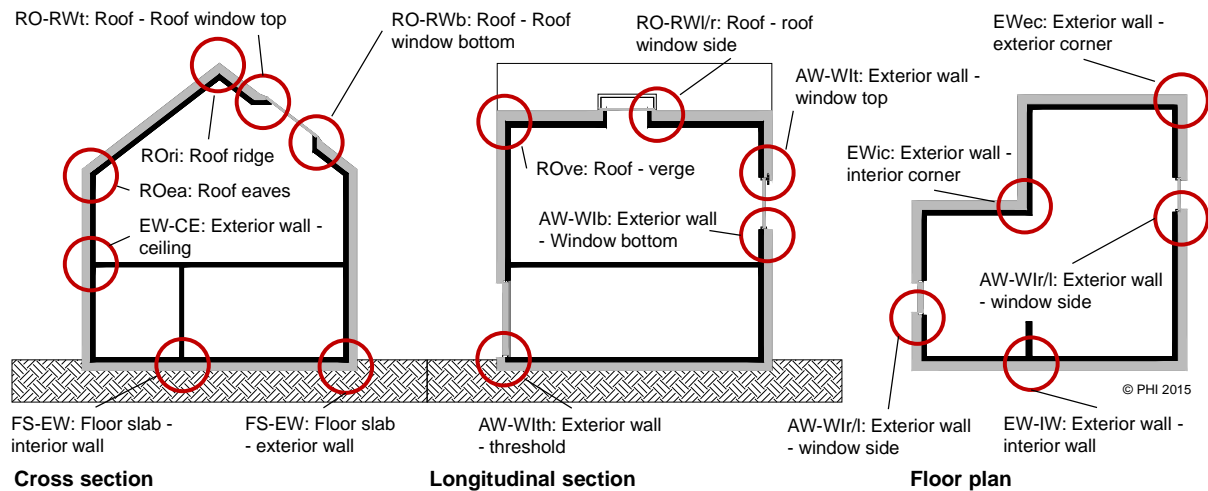 RO-RWt: Roof - Roof window top
RO-RWb: Roof - Roof
window bottom
ROri: Roof ridge
ROea: Roof eaves
EW-CE: Exterior wall -
ceiling
FS-EW: Floor slab -
interior wall
FS-EW: Floor slab
- exterior wall
Cross section
RO-RWl/r: Roof - roof
window side
AW-WIt: Exterior wall -
window top
ROve: Roof - verge
AW-WIb: Exterior wall
- Window bottom
AW-WIth: Exterior wall
- threshold
Longitudinal section
EWec: Exterior wall -
exterior corner
EWic: Exterior wall -
interior corner
AW-WIr/l: Exterior wall
- window side
© PHI 2015
AW-WIr/l: Exterior wall
- window side
EW-IW: Exterior wall -
interior wall
Floor plan